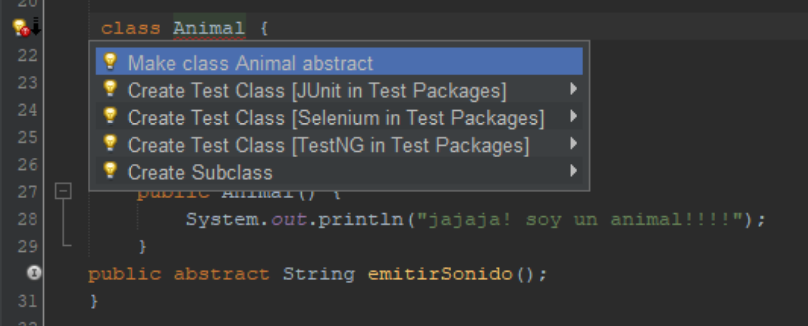 class Animal {
22
Make class Animal abstract
23
Create Test Class [JUnit in Test Packages]
24
Create Test Class [Selenium in Test Packages]
25
Create Test Class [TestNG in Test Packages]
26
Create Subclass
27 public Animal() {
28 System.out.println("jajaja! soy un animal!!!!");
29 }
public abstract String emitirSonido();
31 }